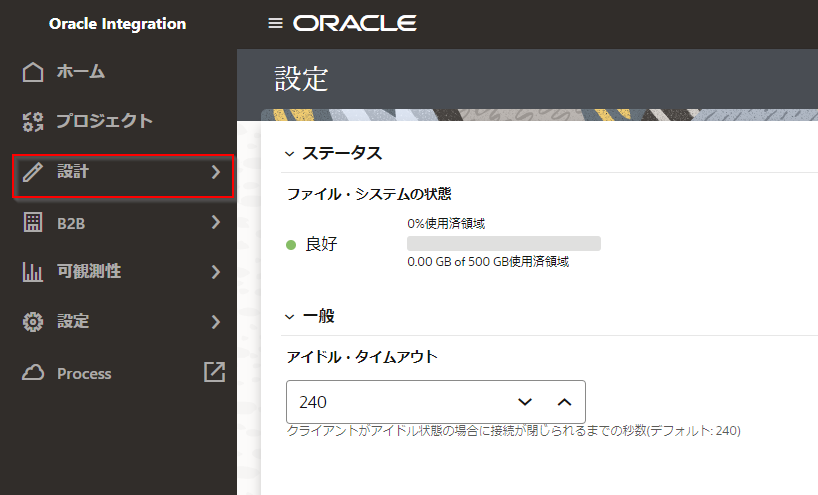 Oracle Integration
ホーム
プロジェクト
設計
B2B
可観測性
設定
Process
ORACLE
設定
ステータス
ファイル・システムの状態
良好
0%使用済領域
0.00 GB of 500 GB使用済領域
一般
アイドル・タイムアウト
240
クライアントがアイドル状態の場合に接続が閉じられるまでの秒数(デフォルト: 240)